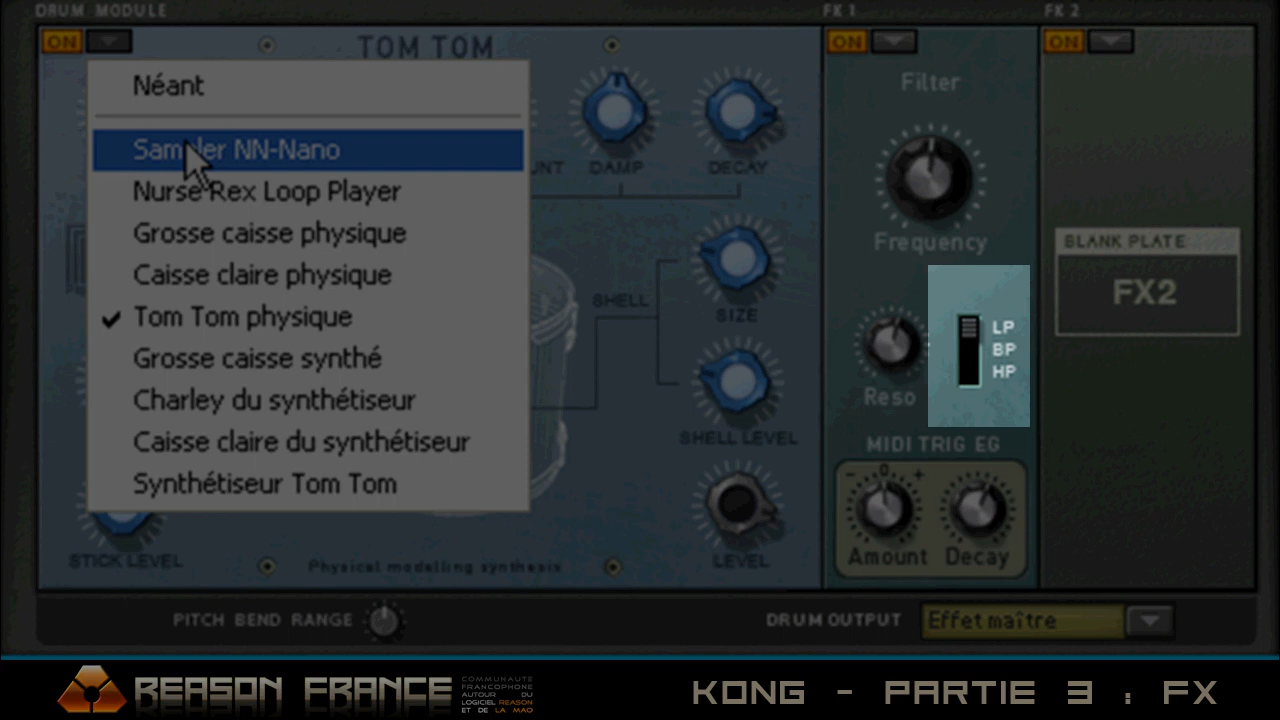 DRUM MODULE
FX 1
FX 2
ON
TOM TOM
ON
ON
Néant
Sampler NN-Nano
Nurse Rex Loop Player
Grosse caisse physique
Caisse claire physique
Tom Tom physique
Grosse caisse synthé
Charley du synthétiseur
Caisse claire du synthétiseur
Synthétiseur Tom Tom
DAMP
DECAY
SHELL
SIZE
SHELL LEVEL
LEVEL
STICK LEVEL
Physical modelling synthesis
Filter
Frequency
Reso
LP
BP
HP
MIDI TRIG EG
- 0 +
Amount
Decay
BLANK PLATE
FX2
PITCH BEND RANGE
DRUM OUTPUT
Effet maître
REASON FRANCE
COMMUNAUTE
FRANCOPHONE
AUTOUR DU
LOGICIEL REASON
ET DE LA MAO
KONG - PARTIE 3 : FX